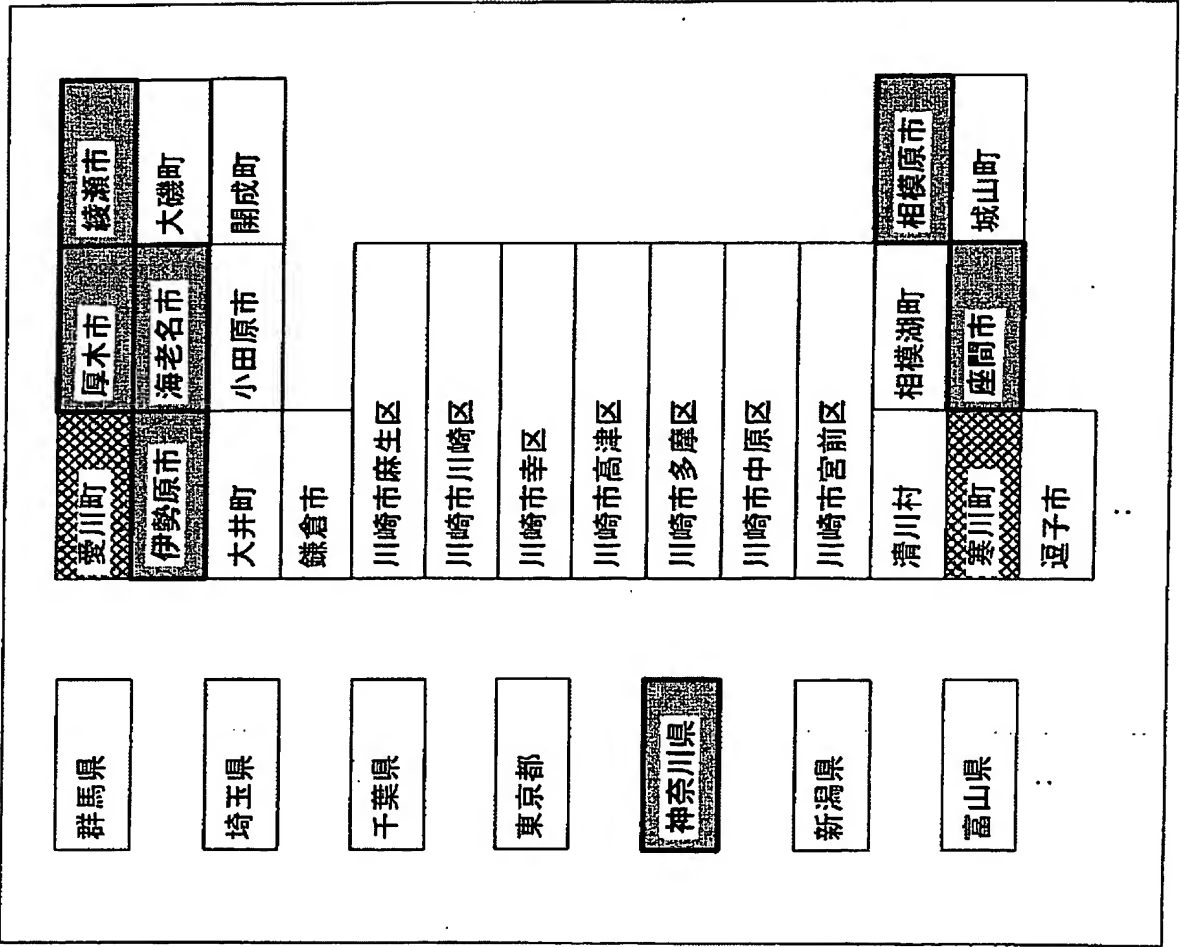 群馬県
埼玉県
千葉県
東京都
神奈川県
新潟県
富山県
:
愛川町 厚木市 綾瀬市
伊勢原市 海老名市 大磯町
大井町 小田原市 開成町
鎌倉市
川崎市麻生区
川崎市川崎区
川崎市幸区
川崎市高津区
川崎市多摩区
川崎市中原区
川崎市宮前区
清川村 相模湖町 相模原市
寒川町 座間市 城山町
逗子市
: